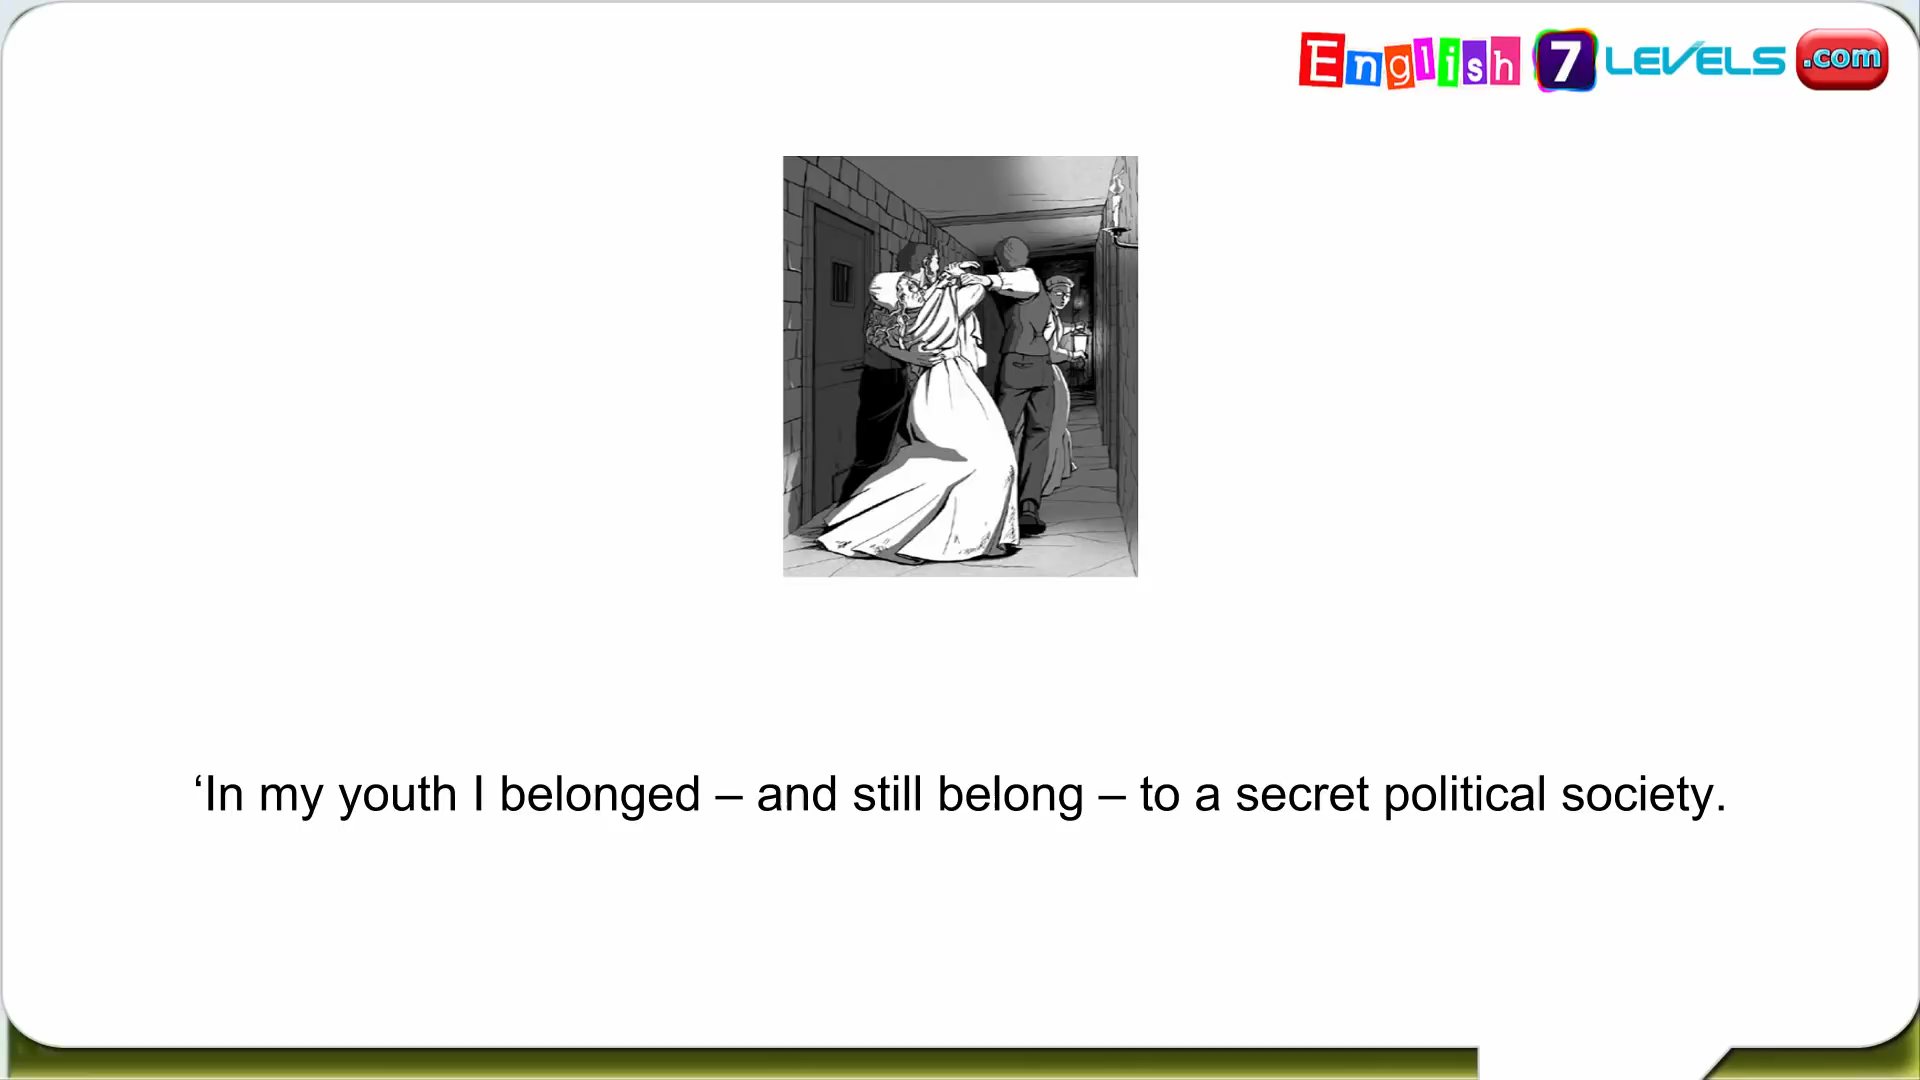 English 7 LEVELS .com
‘In my youth I belonged – and still belong – to a secret political society.